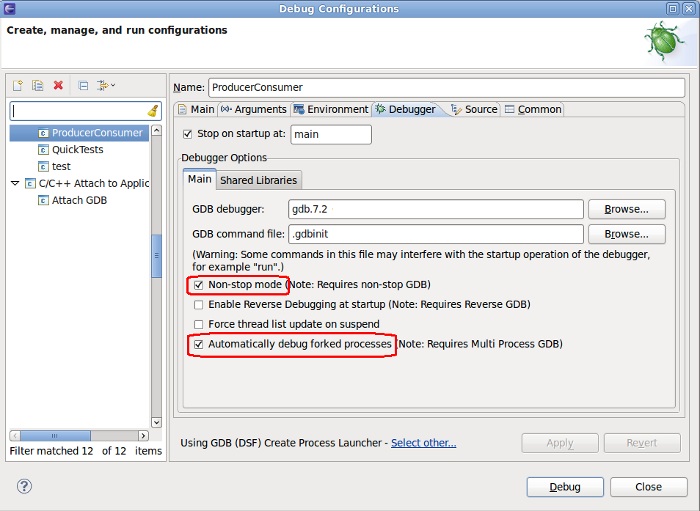 Debug Configurations
Create, manage, and run configurations
Name: ProducerConsumer
Main Arguments Environment Debugger Source Common
ProducerConsumer
QuickTests
test
C/C++ Attach to Applic
Attach GDB
Stop on startup at: main
Debugger Options
Main Shared Libraries
GDB debugger: gdb.7.2 Browse...
GDB command file: .gdbinit Browse...
(Warning: Some commands in this file may interfere with the startup operation of the debugger,
for example "run".)
Non-stop mode (Note: Requires non-stop GDB)
Enable Reverse Debugging at startup (Note: Requires Reverse GDB)
Force thread list update on suspend
Automatically debug forked processes (Note: Requires Multi Process GDB)
Filter matched 12 of 12 items
Using GDB (DSF) Create Process Launcher - Select other... Apply Revert
? Debug Close